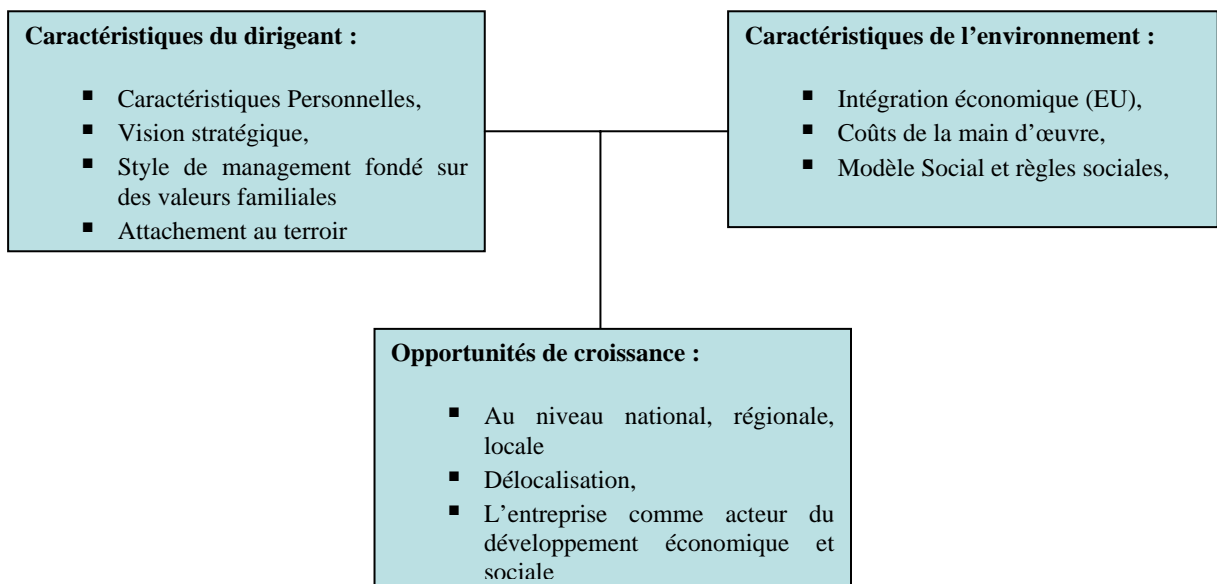 Caractéristiques du dirigeant :
▪ Caractéristiques Personnelles,
▪ Vision stratégique,
▪ Style de management fondé sur
des valeurs familiales
▪ Attachement au terroir
Caractéristiques de l’environnement :
▪ Intégration économique (EU),
▪ Coûts de la main d’œuvre,
▪ Modèle Social et règles sociales,
Opportunités de croissance :
▪ Au niveau national, régionale,
locale
▪ Délocalisation,
▪ L’entreprise comme acteur du
développement économique et
sociale